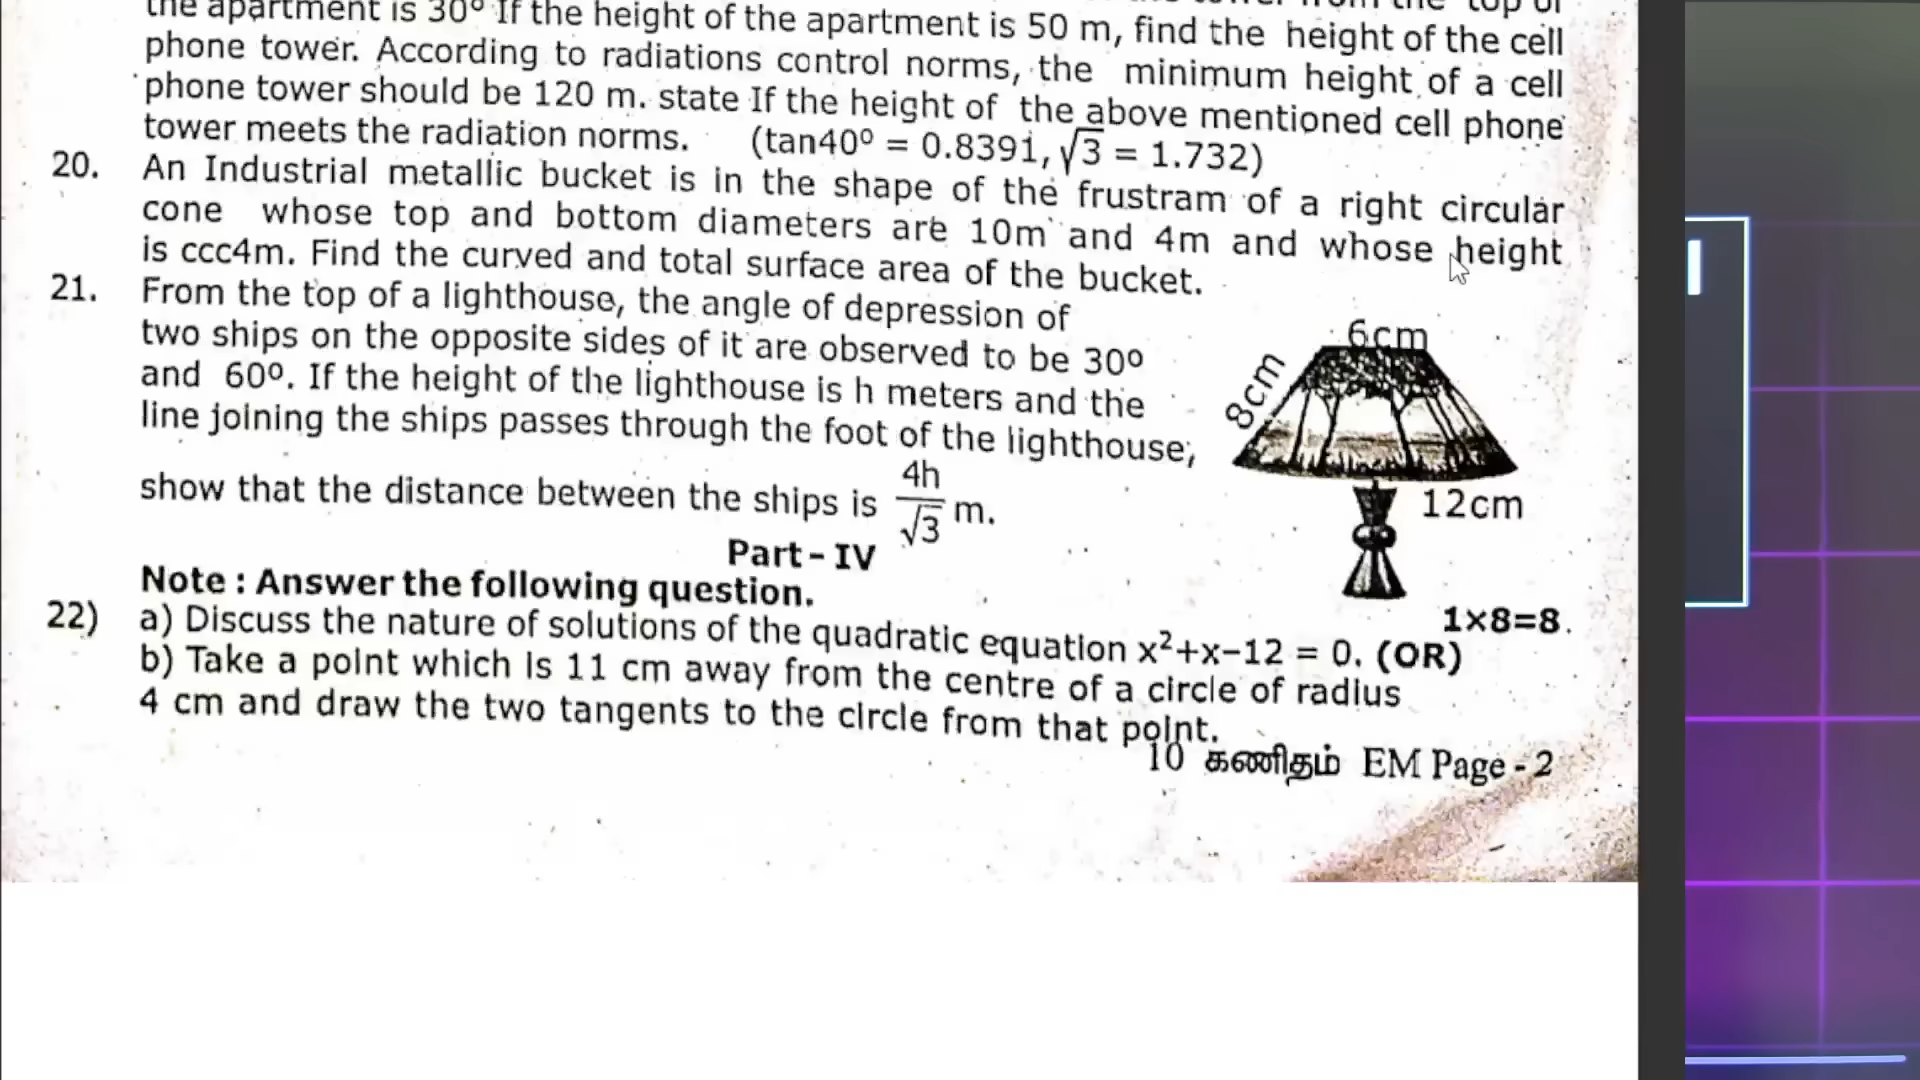 the apartment is 30º If the height of the apartment is 50 m, find the height of the cell
phone tower. According to radiations control norms, the minimum height of a cell
phone tower should be 120 m. state If the height of the above mentioned cell phone
tower meets the radiation norms. (tan40º = 0.8391, √3 = 1.732)
20. An Industrial metallic bucket is in the shape of the frustram of a right circular
cone whose top and bottom diameters are 10m and 4m and whose height
is ccc4m. Find the curved and total surface area of the bucket.
21. From the top of a lighthouse, the angle of depression of
two ships on the opposite sides of it are observed to be 30º
and 60º. If the height of the lighthouse is h meters and the
line joining the ships passes through the foot of the lighthouse,
show that the distance between the ships is 4h/√3 m.
6cm
8cm
12cm
Part - IV
Note : Answer the following question.
1×8=8.
22) a) Discuss the nature of solutions of the quadratic equation x²+x−12 = 0. (OR)
b) Take a point which is 11 cm away from the centre of a circle of radius
4 cm and draw the two tangents to the circle from that point.
10 கணிதம் EM Page - 2